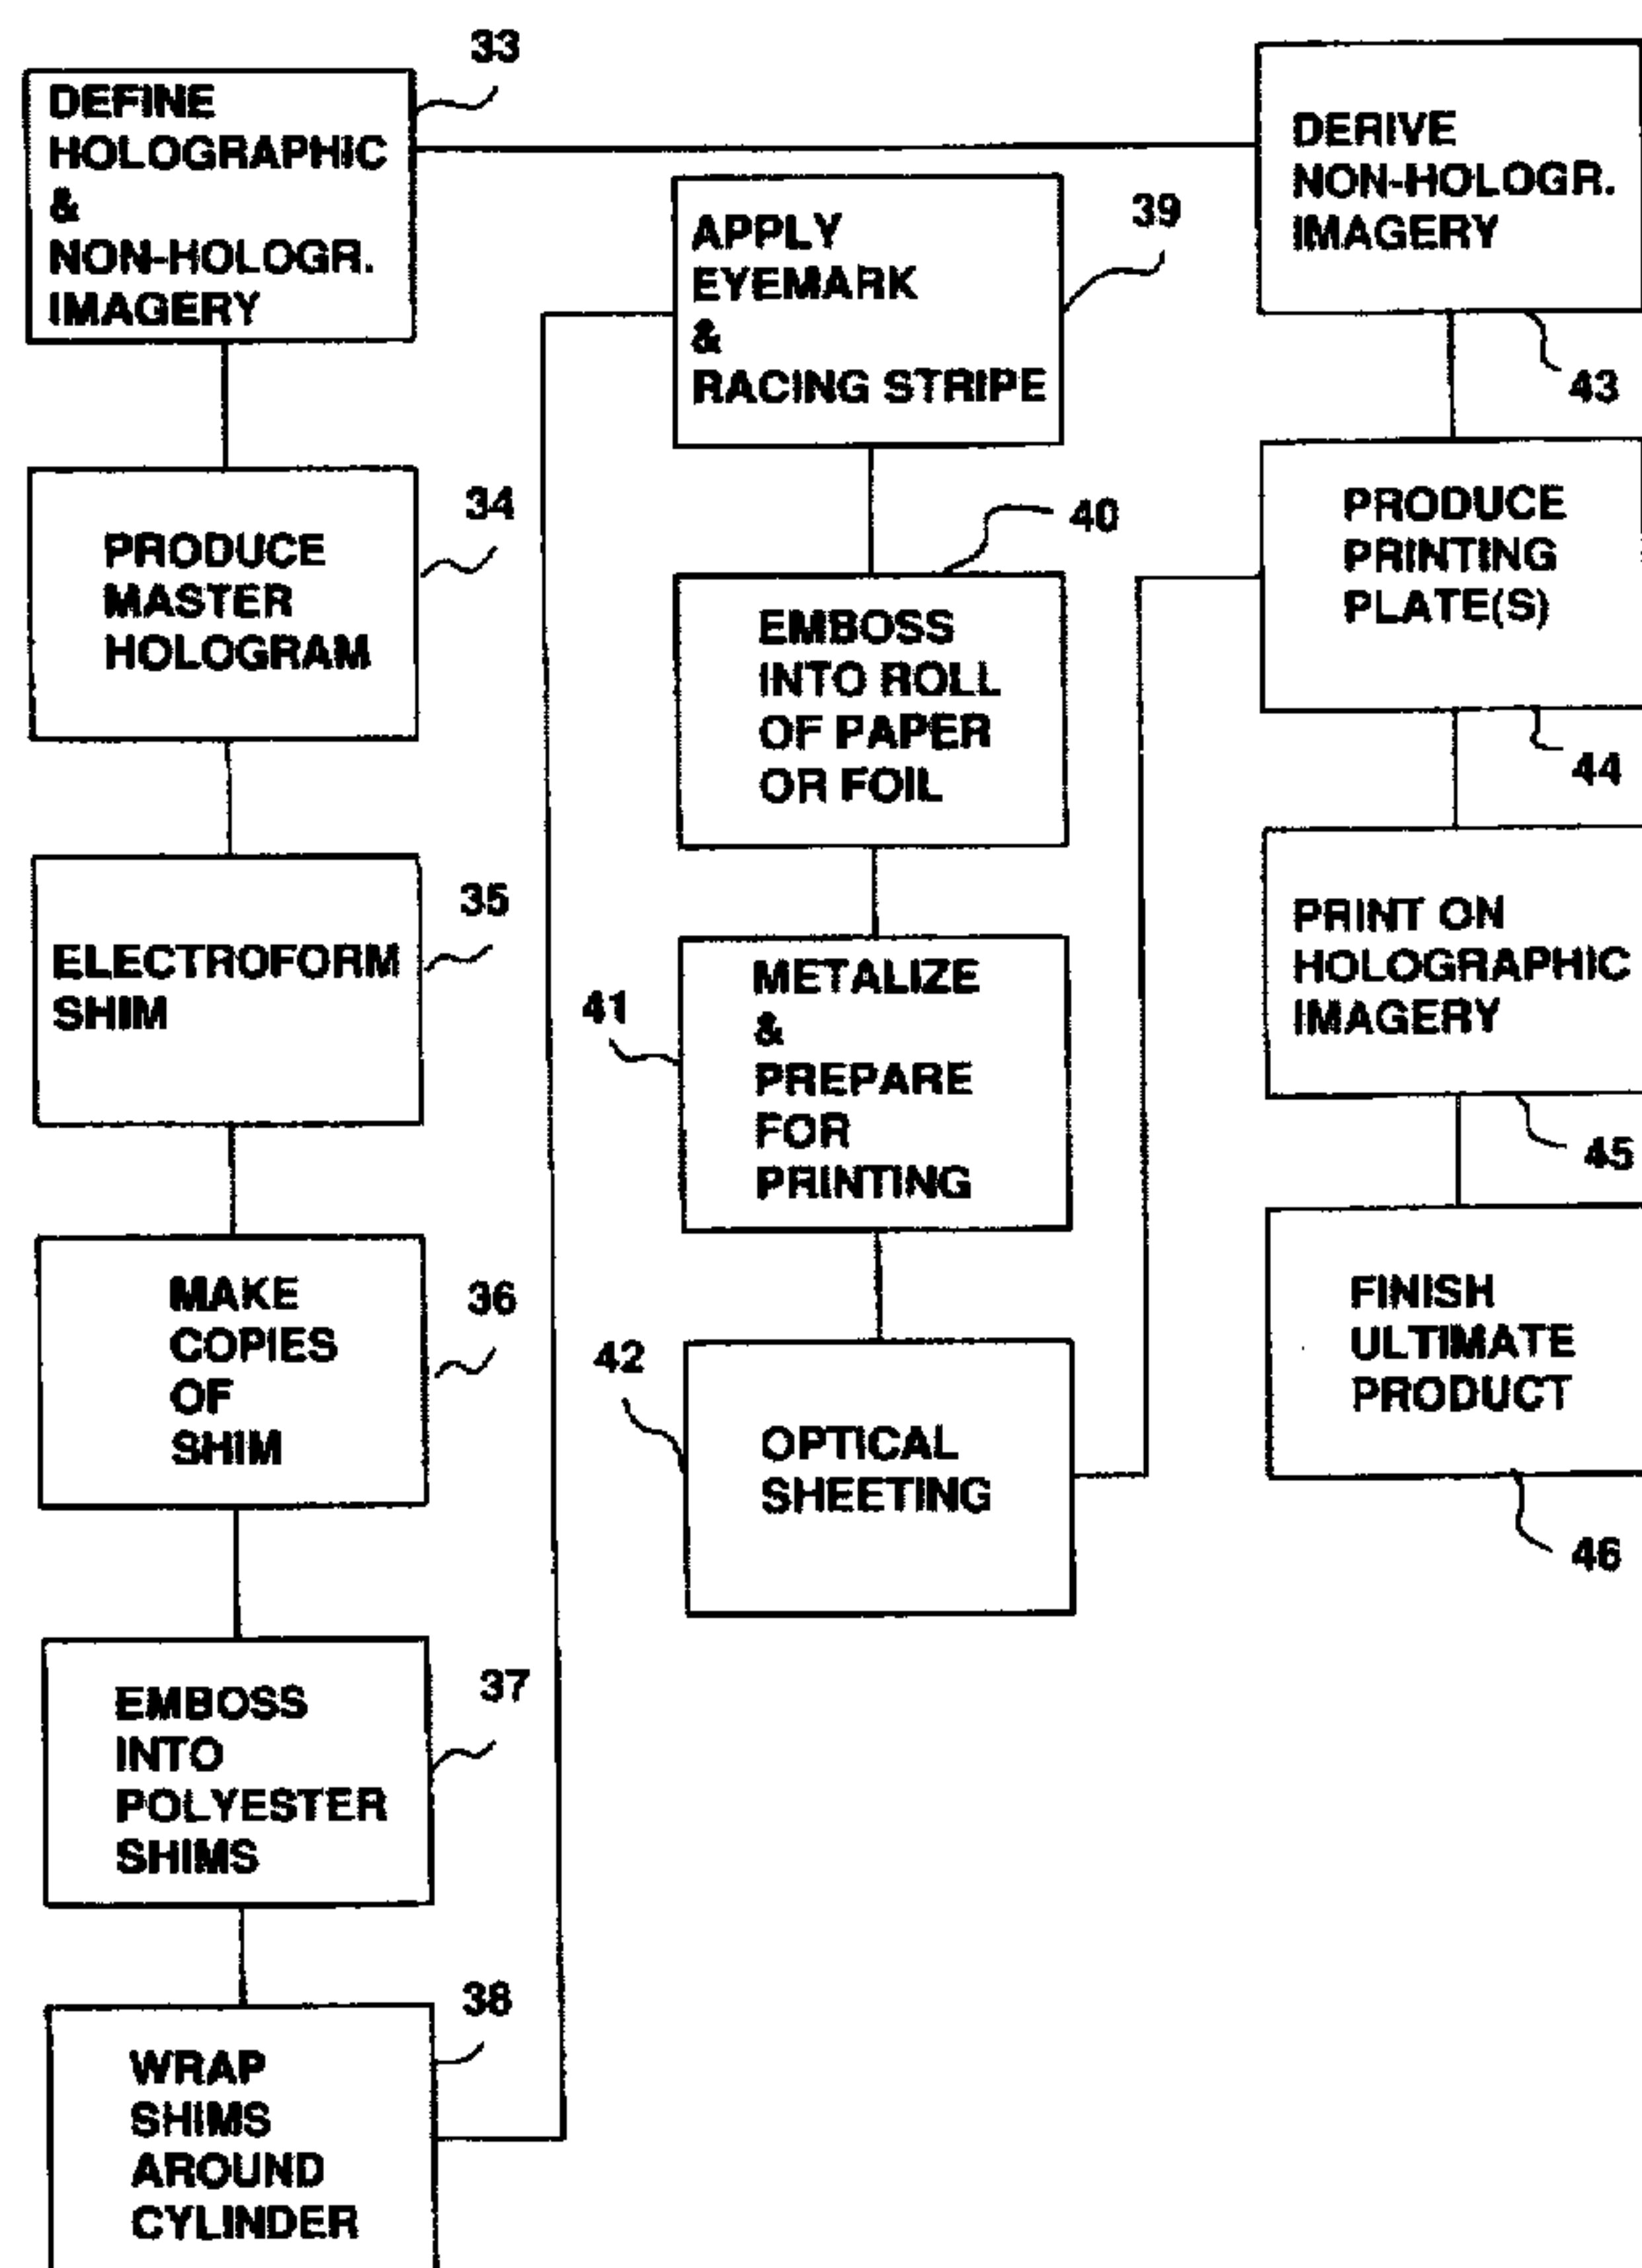 33
DEFINE
HOLOGRAPHIC
&
NON-HOLOGR.
IMAGERY
34
PRODUCE
MASTER
HOLOGRAM
35
ELECTROFORM
SHIM
36
MAKE
COPIES
OF
SHIM
37
EMBOSS
INTO
POLYESTER
SHIMS
38
WRAP
SHIMS
AROUND
CYLINDER
39
APPLY
EYEMARK
&
RACING STRIPE
40
EMBOSS
INTO ROLL
OF PAPER
OR FOIL
41
METALIZE
&
PREPARE
FOR
PRINTING
42
OPTICAL
SHEETING
DERIVE
NON-HOLOGR.
IMAGERY
43
PRODUCE
PRINTING
PLATE(S)
44
PRINT ON
HOLOGRAPHIC
IMAGERY
45
FINISH
ULTIMATE
PRODUCT
46